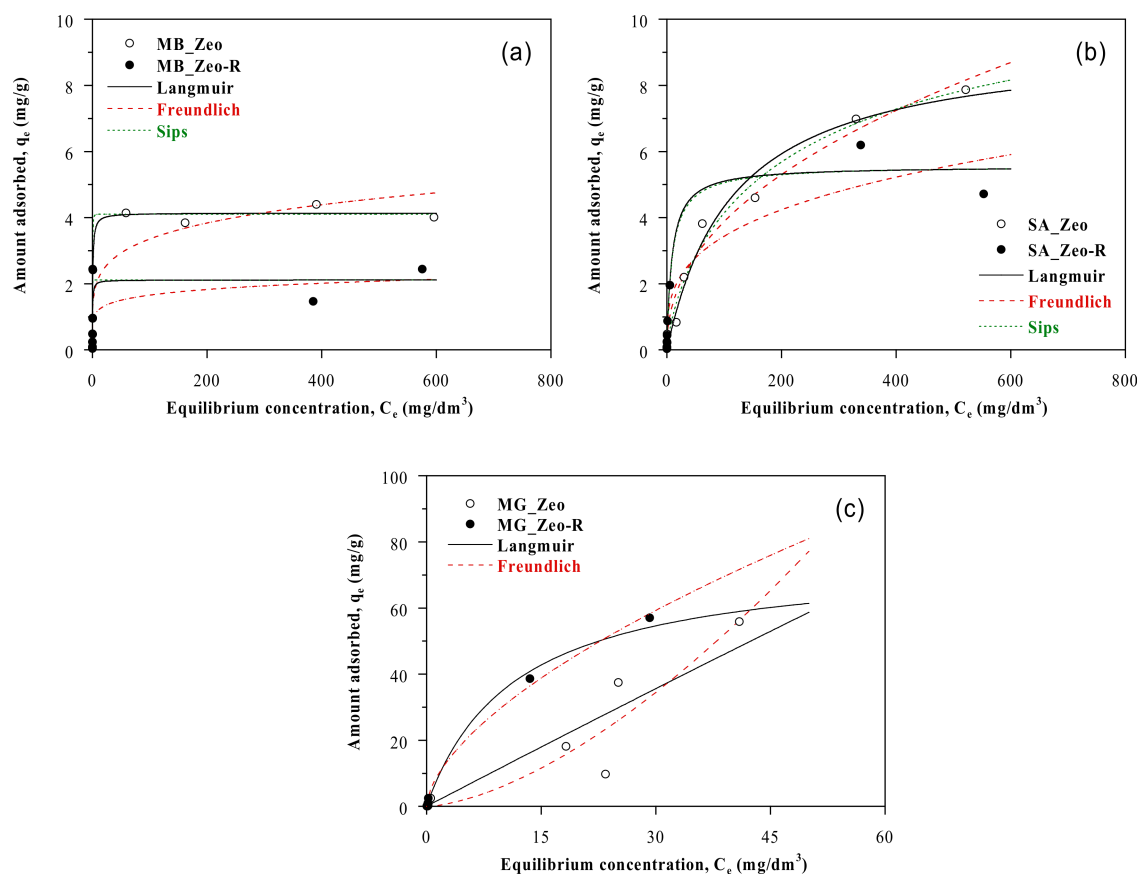 (a)
MB_Zeo
MB_Zeo-R
Langmuir
Freundlich
Sips
10
8
6
4
2
0
0 200 400 600 800
Amount adsorbed, qe (mg/g)
Equilibrium concentration, Ce (mg/dm3)
(b)
SA_Zeo
SA_Zeo-R
Langmuir
Freundlich
Sips
10
8
6
4
2
0
0 200 400 600 800
Amount adsorbed, qe (mg/g)
Equilibrium concentration, Ce (mg/dm3)
(c)
MG_Zeo
MG_Zeo-R
Langmuir
Freundlich
100
80
60
40
20
0
0 15 30 45 60
Amount adsorbed, qe (mg/g)
Equilibrium concentration, Ce (mg/dm3)